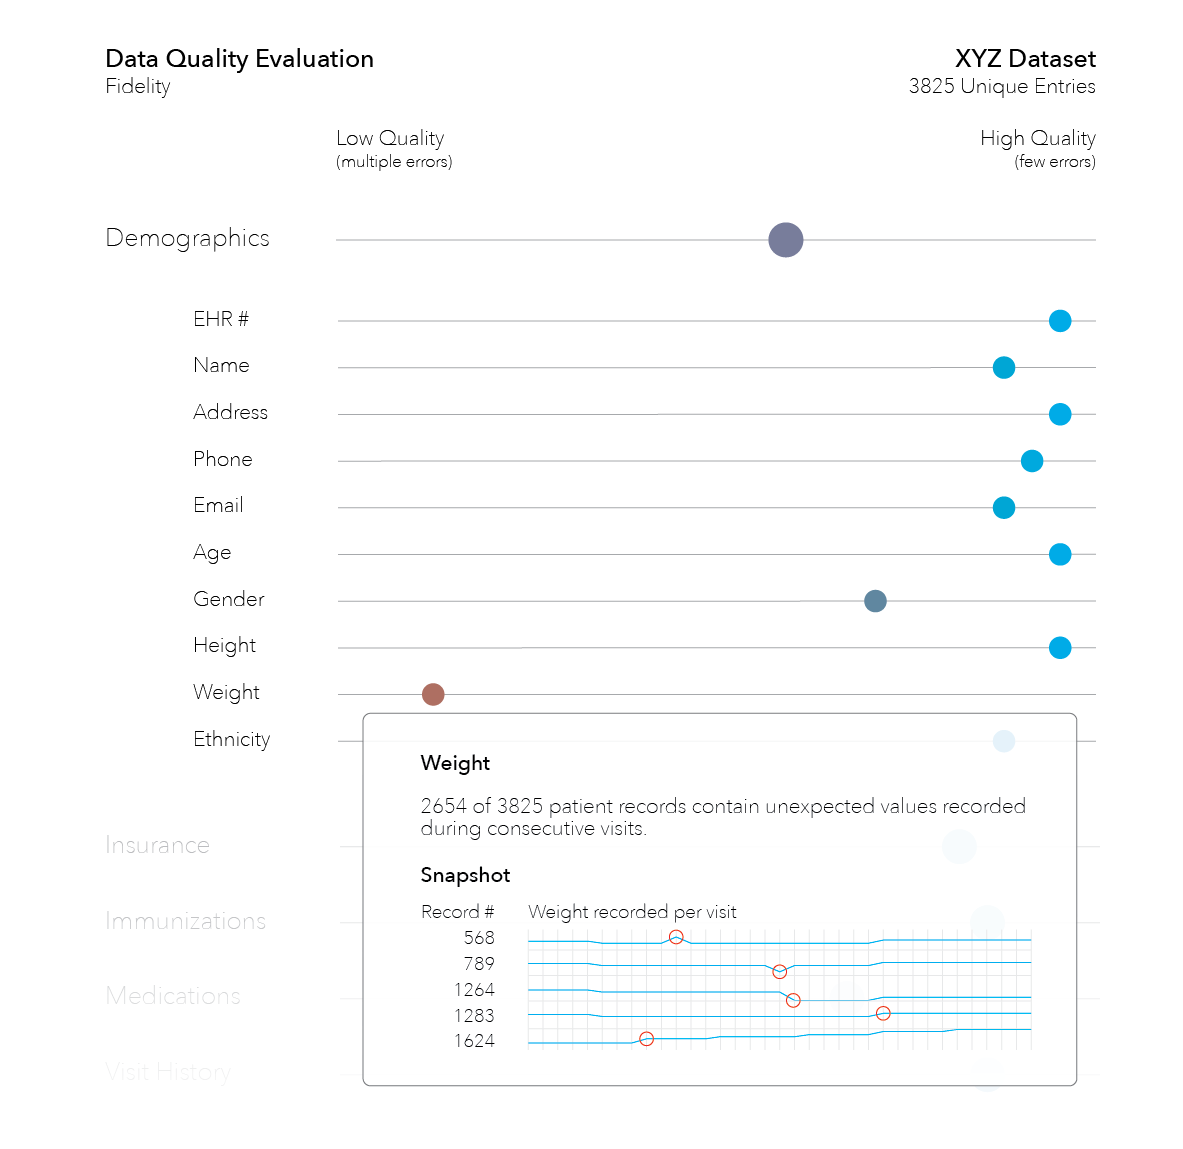 Data Quality Evaluation
XYZ Dataset
Fidelity
3825 Unique Entries
Low Quality
High Quality
(multiple errors)
(few errors)
Demographics
EHR #
Name
Address
Phone
Email
Age
Gender
Height
Weight
Ethnicity
Weight
2654 of 3825 patient records contain unexpected values recorded
during consecutive visits.
Insurance
Snapshot
Record #
Weight recorded per visit
Immunizations
568
789
1264
Medications
1283
1624
Visit History